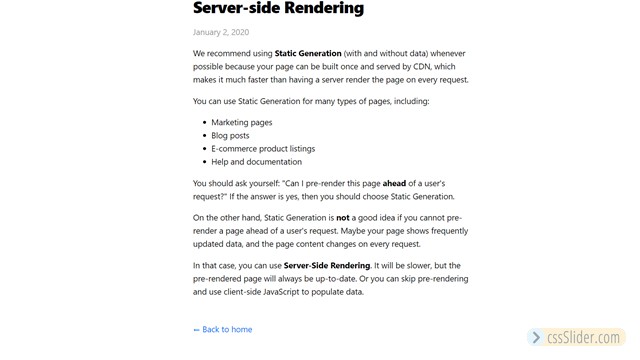 Server-side Rendering
January 2, 2020
We recommend using Static Generation (with and without data) whenever
possible because your page can be built once and served by CDN, which
makes it much faster than having a server render the page on every request.
You can use Static Generation for many types of pages, including:
• Marketing pages
• Blog posts
• E-commerce product listings
• Help and documentation
You should ask yourself: "Can I pre-render this page ahead of a user's
request?" If the answer is yes, then you should choose Static Generation.
On the other hand, Static Generation is not a good idea if you cannot pre-
render a page ahead of a user's request. Maybe your page shows frequently
updated data, and the page content changes on every request.
In that case, you can use Server-Side Rendering. It will be slower, but the
pre-rendered page will always be up-to-date. Or you can skip pre-rendering
and use client-side JavaScript to populate data.
← Back to home
cssSlider.com